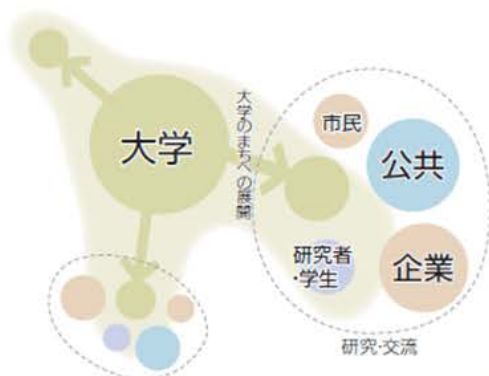 大学
大学のまちへの展開
市民
公共
研究者
・学生
企業
研究・交流